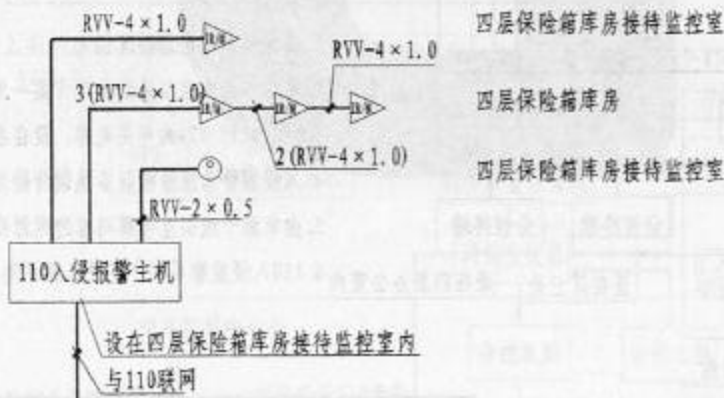 RVV-4×1.0
四层保险箱库房接待监控室
RVV-4×1.0
3(RVV-4×1.0)
四层保险箱库房
2(RVV-4×1.0)
四层保险箱库房接待监控室
RVV-2×0.5
110入侵报警主机
设在四层保险箱库房接待监控室内
与110联网